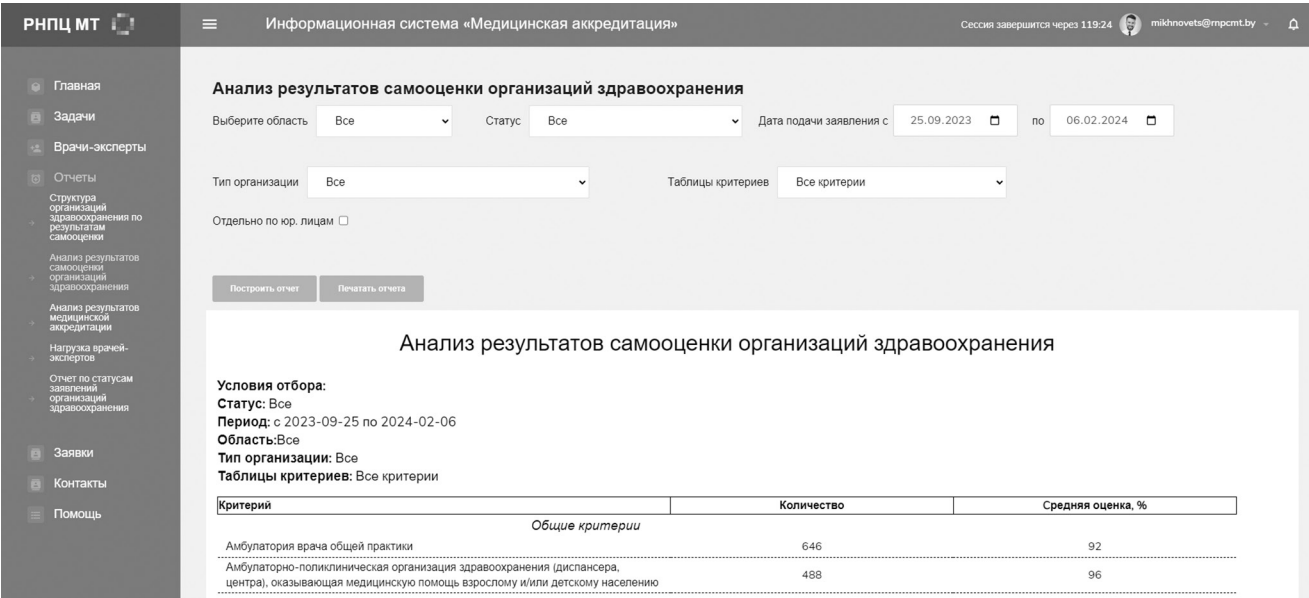 РНПЦ МТ
Информационная система «Медицинская аккредитация»
Сессия завершится через 119:24
mikhnovets@rnpcmt.by
Главная
Задачи
Врачи-эксперты
Отчеты
Структура
организаций
здравоохранения по
результатам
самооценки
Анализ результатов
самооценки
организаций
здравоохранения
Анализ результатов
медицинской
аккредитации
Нагрузка врачей-
экспертов
Отчет по статусам
заявлений
организаций
здравоохранения
Заявки
Контакты
Помощь
Анализ результатов самооценки организаций здравоохранения
Выберите область Все Статус Все Дата подачи заявления с 25.09.2023 по 06.02.2024
Тип организации Все Таблицы критериев Все критерии
Отдельно по юр. лицам
Построить отчет Печатать отчета
Анализ результатов самооценки организаций здравоохранения
Условия отбора:
Статус: Все
Период: с 2023-09-25 по 2024-02-06
Область:Все
Тип организации: Все
Таблицы критериев: Все критерии
Критерий Количество Средняя оценка, %
Общие критерии
Амбулатория врача общей практики 646 92
Амбулаторно-поликлиническая организация здравоохранения (диспансера,
центра), оказывающая медицинскую помощь взрослому и/или детскому населению 488 96